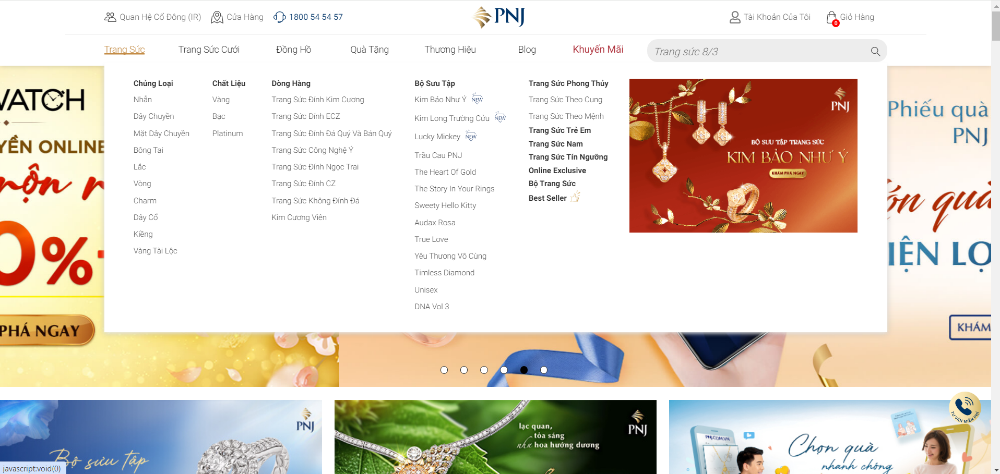 Quan Hệ Cổ Đông (IR)
Cửa Hàng
1800 54 54 57
PNJ
Tài Khoản Của Tôi
0
Giỏ Hàng
Trang Sức
Trang Sức Cưới
Đồng Hồ
Quà Tặng
Thương Hiệu
Blog
Khuyến Mãi
Trang sức 8/3
Chủng Loại
Nhẫn
Dây Chuyền
Mặt Dây Chuyền
Bông Tai
Lắc
Vòng
Charm
Dây Cổ
Kiềng
Vàng Tài Lộc
Chất Liệu
Vàng
Bạc
Platinum
Dòng Hàng
Trang Sức Đính Kim Cương
Trang Sức Đính ECZ
Trang Sức Đính Đá Quý Và Bán Quý
Trang Sức Công Nghệ Ý
Trang Sức Đính Ngọc Trai
Trang Sức Đính CZ
Trang Sức Không Đính Đá
Kim Cương Viên
Bộ Sưu Tập
Kim Bảo Như Ý NEW
Kim Long Trường Cửu NEW
Lucky Mickey NEW
Trầu Cau PNJ
The Heart Of Gold
The Story In Your Rings
Sweety Hello Kitty
Audax Rosa
True Love
Yêu Thương Vô Cùng
Timless Diamond
Unisex
DNA Vol 3
Trang Sức Phong Thủy
Trang Sức Theo Cung
Trang Sức Theo Mệnh
Trang Sức Trẻ Em
Trang Sức Nam
Trang Sức Tín Ngưỡng
Online Exclusive
Bộ Trang Sức
Best Seller
PNJ
BỘ SƯU TẬP TRANG SỨC
KIM BẢO NHƯ Ý
KHÁM PHÁ NGAY
WATCH
YỀN ONLINE
trộn
0%
PHÁ NGAY
Phiếu quà
PNJ
quà
IỆN LỢ
KHÁM
PNJ
Bộ sưu tập
PNJ
lạc quan,
tỏa sáng
như hoa hướng dương
PNJ.COM.VN
Chọn quà
nhanh chóng
TƯ VẤN MIỄN PHÍ
javascript:void(0)